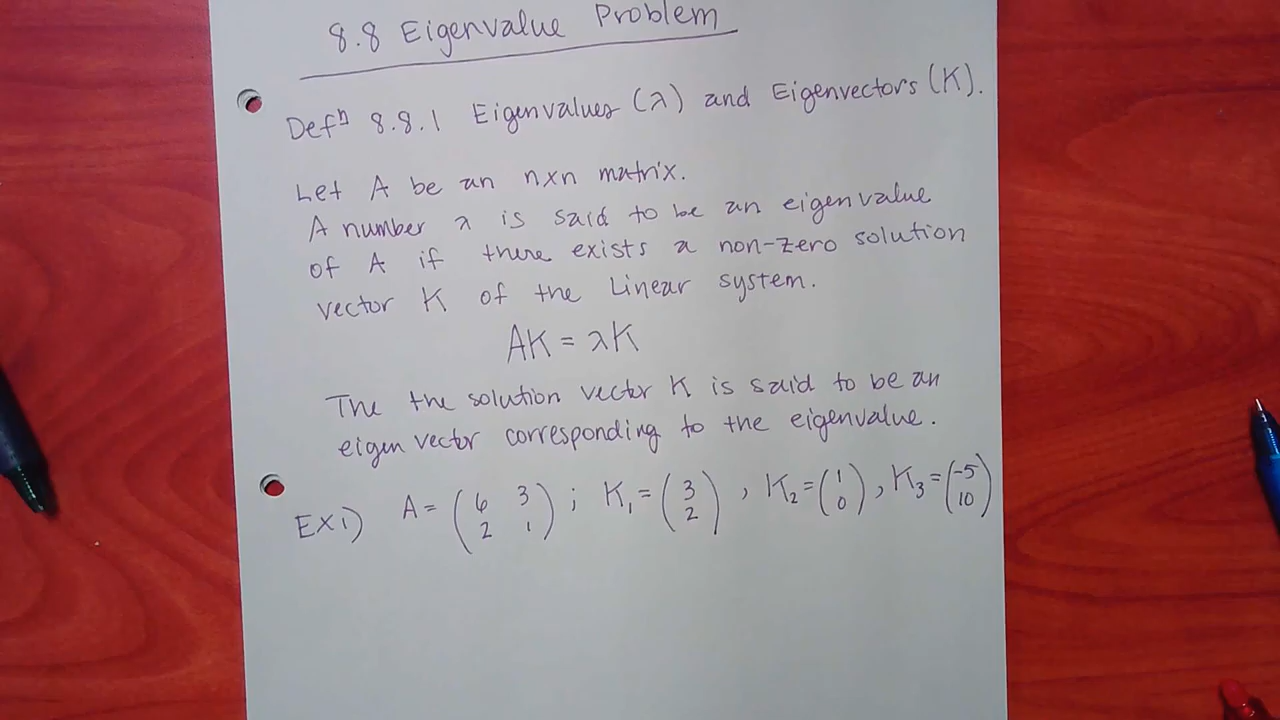 8.8 Eigenvalue Problem
Defⁿ 8.8.1 Eigenvalues (λ) and Eigenvectors (K).
Let A be an nxn matrix.
A number λ is said to be an eigenvalue
of A if there exists a non-zero solution
vector K of the Linear system.
AK = λK
The the solution vector K is said to be an
eigen vector corresponding to the eigenvalue.
EX1) A = (6 3; 2 1) ; K₁ = (3; 2) , K₂ = (1; 0) , K₃ = (-5; 10)